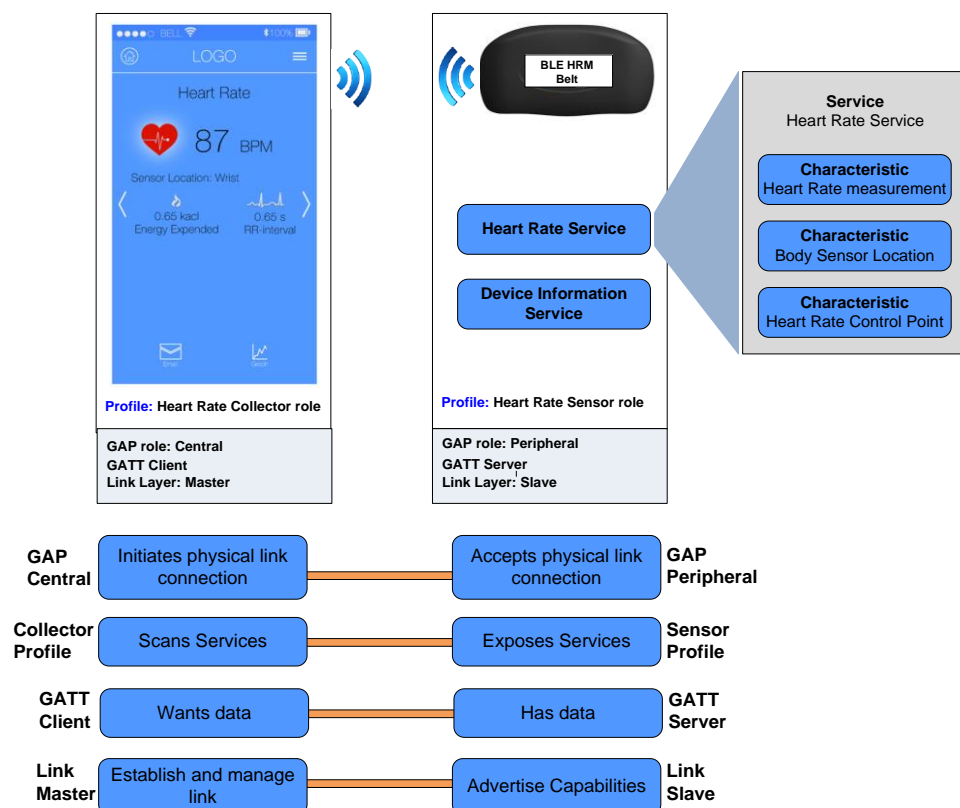 BELL
100%
LOGO
Heart Rate
87 BPM
Sensor Location: Wrist
0.65 kacl
Energy Expended
0.65 s
RR-interval
Email
Graph
Profile: Heart Rate Collector role
GAP role: Central
GATT Client
Link Layer: Master
BLE HRM
Belt
Heart Rate Service
Device Information
Service
Profile: Heart Rate Sensor role
GAP role: Peripheral
GATT Server
Link Layer: Slave
Service
Heart Rate Service
Characteristic
Heart Rate measurement
Characteristic
Body Sensor Location
Characteristic
Heart Rate Control Point
GAP
Central
Initiates physical link
connection
Accepts physical link
connection
GAP
Peripheral
Collector
Profile
Scans Services
Exposes Services
Sensor
Profile
GATT
Client
Wants data
Has data
GATT
Server
Link
Master
Establish and manage
link
Advertise Capabilities
Link
Slave